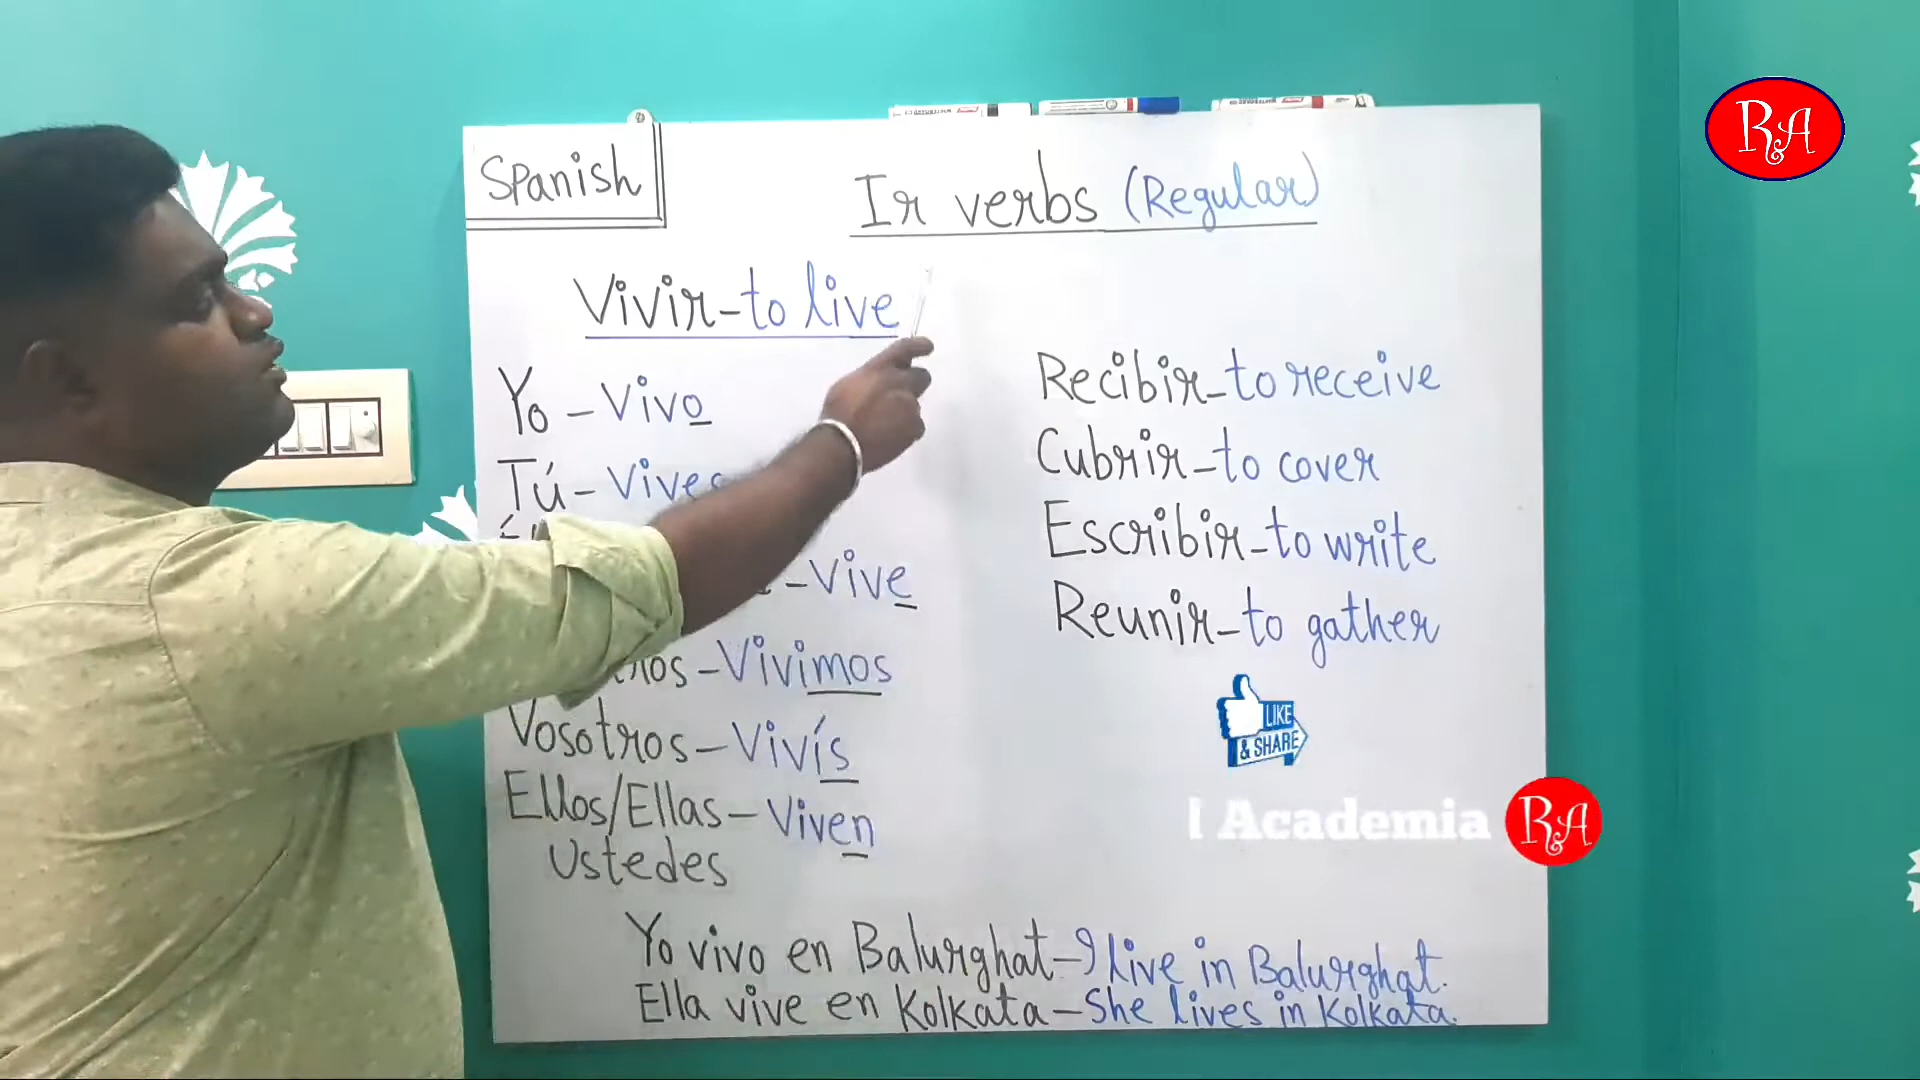 Spanish
Ir verbs (Regular)
Vivir-to live
Yo - Vivo
Tú- Vives
-Vive
-Vivimos
Vosotros - Vivís
Ellos/Ellas - Viven
Ustedes
Recibir-to receive
Cubrir-to cover
Escribir-to write
Reunir-to gather
LIKE
& SHARE
Academia
RA
RA
Yo vivo en Balurghat-I live in Balurghat.
Ella vive en Kolkata-She lives in Kolkata.